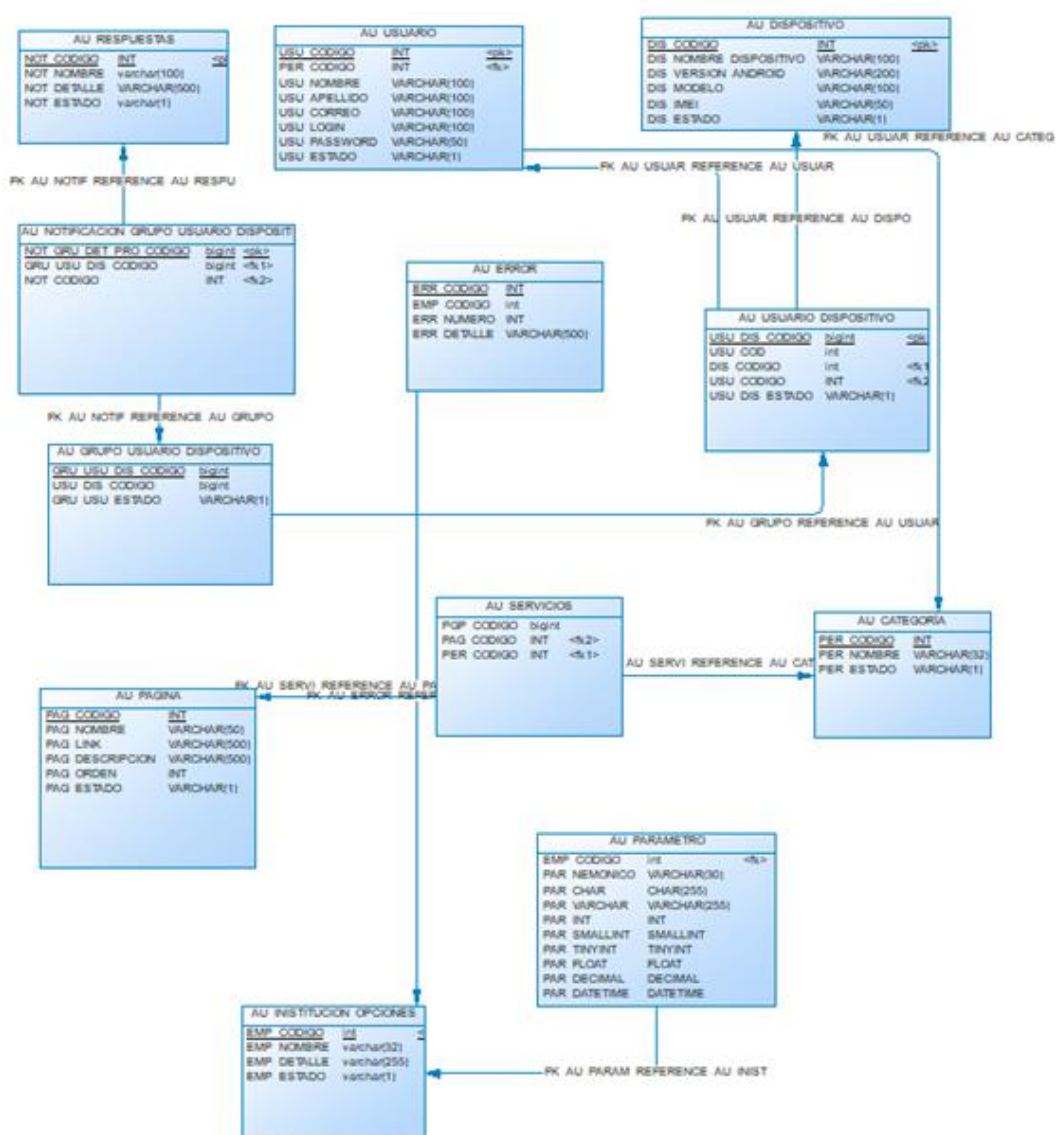 AU RESPUESTAS
NOT CODIGO INT
NOT NOMBRE varchar(100)
NOT DETALLE VARCHAR(500)
NOT ESTADO varchar(1)
AU USUARIO
USU CODIGO INT <pk>
PER CODIGO INT <fk>
USU NOMBRE VARCHAR(100)
USU APELLIDO VARCHAR(100)
USU CORREO VARCHAR(100)
USU LOGIN VARCHAR(100)
USU PASSWORD VARCHAR(50)
USU ESTADO VARCHAR(1)
AU DISPOSITIVO
DIS CODIGO INT <pk>
DIS NOMBRE DISPOSITIVO VARCHAR(100)
DIS VERSION ANDROID VARCHAR(200)
DIS MODELO VARCHAR(100)
DIS IMEI VARCHAR(50)
DIS ESTADO VARCHAR(1)
FK AU USUAR REFERENCE AU CATEG
FK AU USUAR REFERENCE AU USUAR
FK AU NOTIF REFERENCE AU RESPU
FK AU USUAR REFERENCE AU DISPO
AU NOTIFICACION GRUPO USUARIO DISPOSIT
NOT GRU DET PRO CODIGO bigint <pk>
GRU USU DIS CODIGO bigint <fk1>
NOT CODIGO INT <fk2>
AU ERROR
ERR CODIGO INT
EMP CODIGO int
ERR NUMERO INT
ERR DETALLE VARCHAR(500)
AU USUARIO DISPOSITIVO
USU DIS CODIGO bigint <pk
USU COD int
DIS CODIGO int <fk1
USU CODIGO INT <fk2
USU DIS ESTADO VARCHAR(1)
FK AU NOTIF REFERENCE AU GRUPO
AU GRUPO USUARIO DISPOSITIVO
GRU USU DIS CODIGO bigint
USU DIS CODIGO bigint
GRU USU ESTADO VARCHAR(1)
FK AU GRUPO REFERENCE AU USUAR
AU SERVICIOS
PGP CODIGO bigint
PAG CODIGO INT <fk2>
PER CODIGO INT <fk1>
AU CATEGORÍA
PER CODIGO INT
PER NOMBRE VARCHAR(32)
PER ESTADO VARCHAR(1)
AU SERVI REFERENCE AU CAT
FK AU SERVI REFERENCE AU PA
FK AU ERROR REFER
AU PAGINA
PAG CODIGO INT
PAG NOMBRE VARCHAR(50)
PAG LINK VARCHAR(500)
PAG DESCRIPCION VARCHAR(500)
PAG ORDEN INT
PAG ESTADO VARCHAR(1)
AU PARAMETRO
EMP CODIGO int <fk>
PAR NEMONICO VARCHAR(30)
PAR CHAR CHAR(255)
PAR VARCHAR VARCHAR(255)
PAR INT INT
PAR SMALLINT SMALLINT
PAR TINYINT TINYINT
PAR FLOAT FLOAT
PAR DECIMAL DECIMAL
PAR DATETIME DATETIME
AU INISTITUCION OPCIONES
EMP CODIGO int <
EMP NOMBRE varchar(32)
EMP DETALLE varchar(255)
EMP ESTADO varchar(1)
FK AU PARAM REFERENCE AU INIST